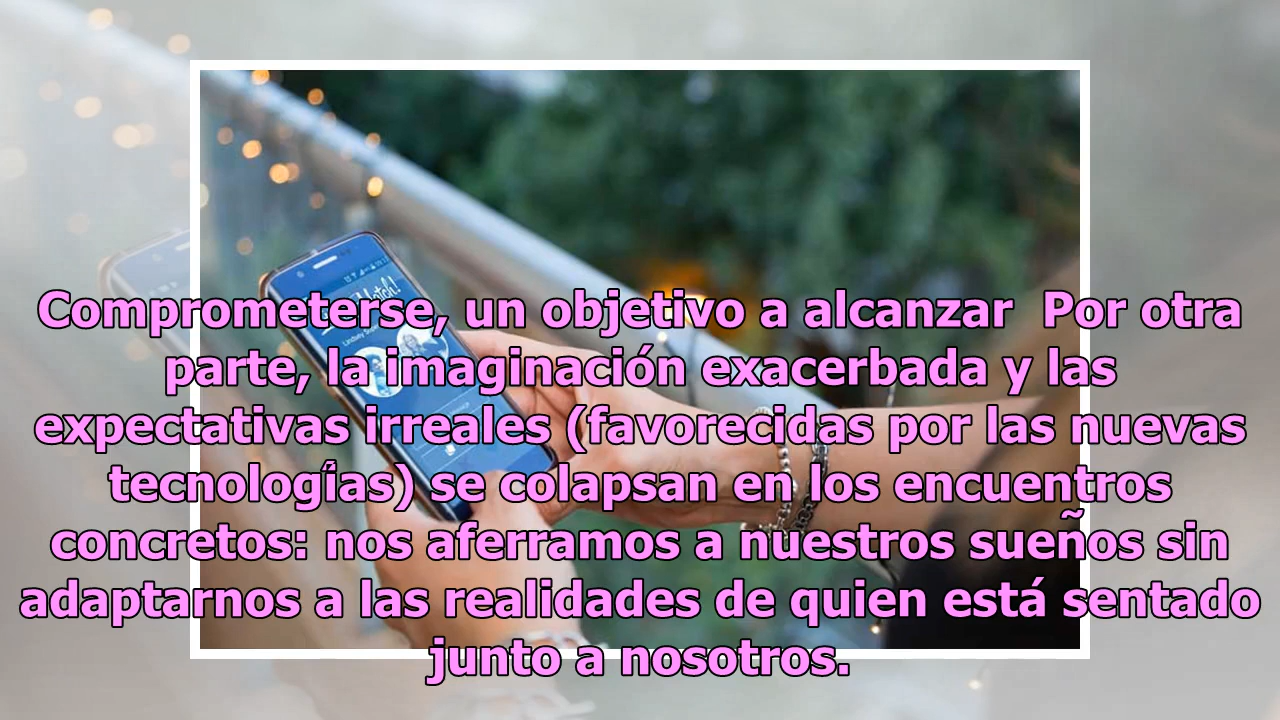 Comprometerse, un objetivo a alcanzar  Por otra
parte, la imaginación exacerbada y las
expectativas irreales (favorecidas por las nuevas
tecnologías) se colapsan en los encuentros
concretos: nos aferramos a nuestros sueños sin
adaptarnos a las realidades de quien está sentado
junto a nosotros.